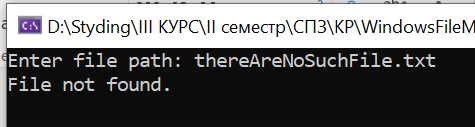 D:\Styding\III КУРС\II семестр\СПЗ\КР\WindowsFileM
Enter file path: thereAreNoSuchFile.txt
File not found.